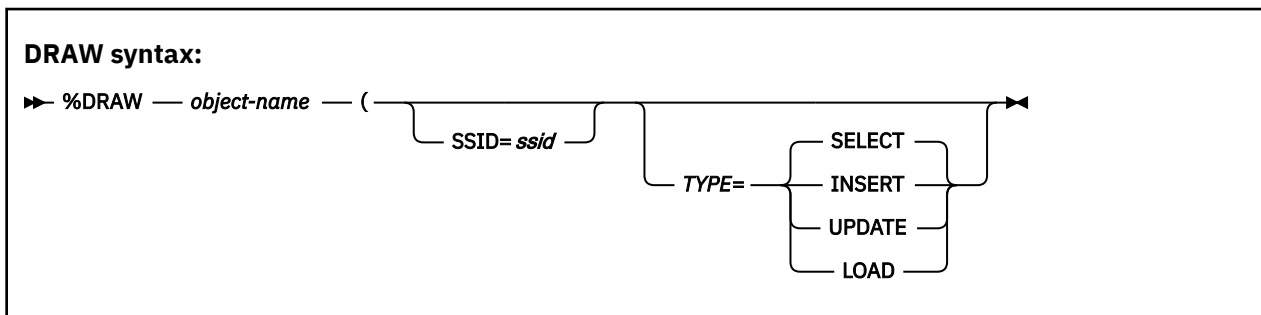 DRAW syntax:
%DRAW object-name (
SSID= ssid
TYPE= SELECT
INSERT
UPDATE
LOAD